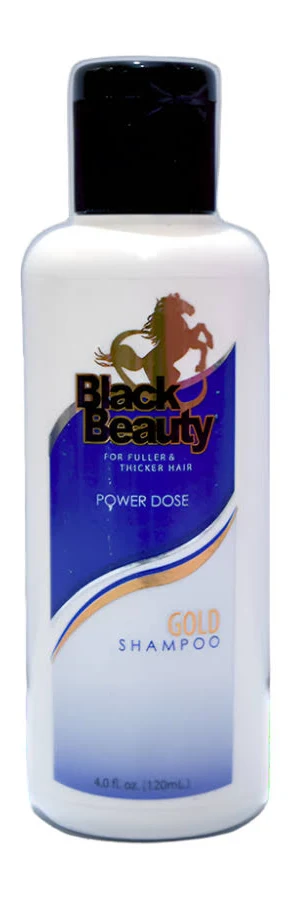 Black
Beauty
FOR FULLER &
THICKER HAIR
POWER DOSE
GOLD
SHAMPOO
4.0 fl. oz. (120mL.)